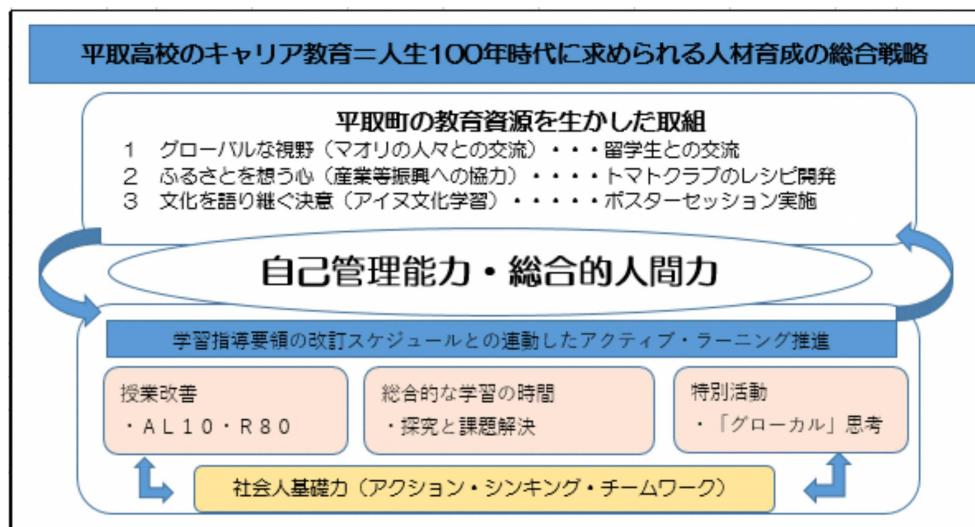 平取高校のキャリア教育＝人生100年時代に求められる人材育成の総合戦略
平取町の教育資源を生かした取組
1 グローバルな視野（マオリの人々との交流）・・・留学生との交流
2 ふるさとを想う心（産業等振興への協力）・・・・トマトクラブのレシピ開発
3 文化を語り継ぐ決意（アイヌ文化学習）・・・・・ポスターセッション実施
自己管理能力・総合的人間力
学習指導要領の改訂スケジュールとの連動したアクティブ・ラーニング推進
授業改善
・ＡＬ１０・Ｒ８０
総合的な学習の時間
・探究と課題解決
特別活動
・「グローカル」思考
社会人基礎力（アクション・シンキング・チームワーク）